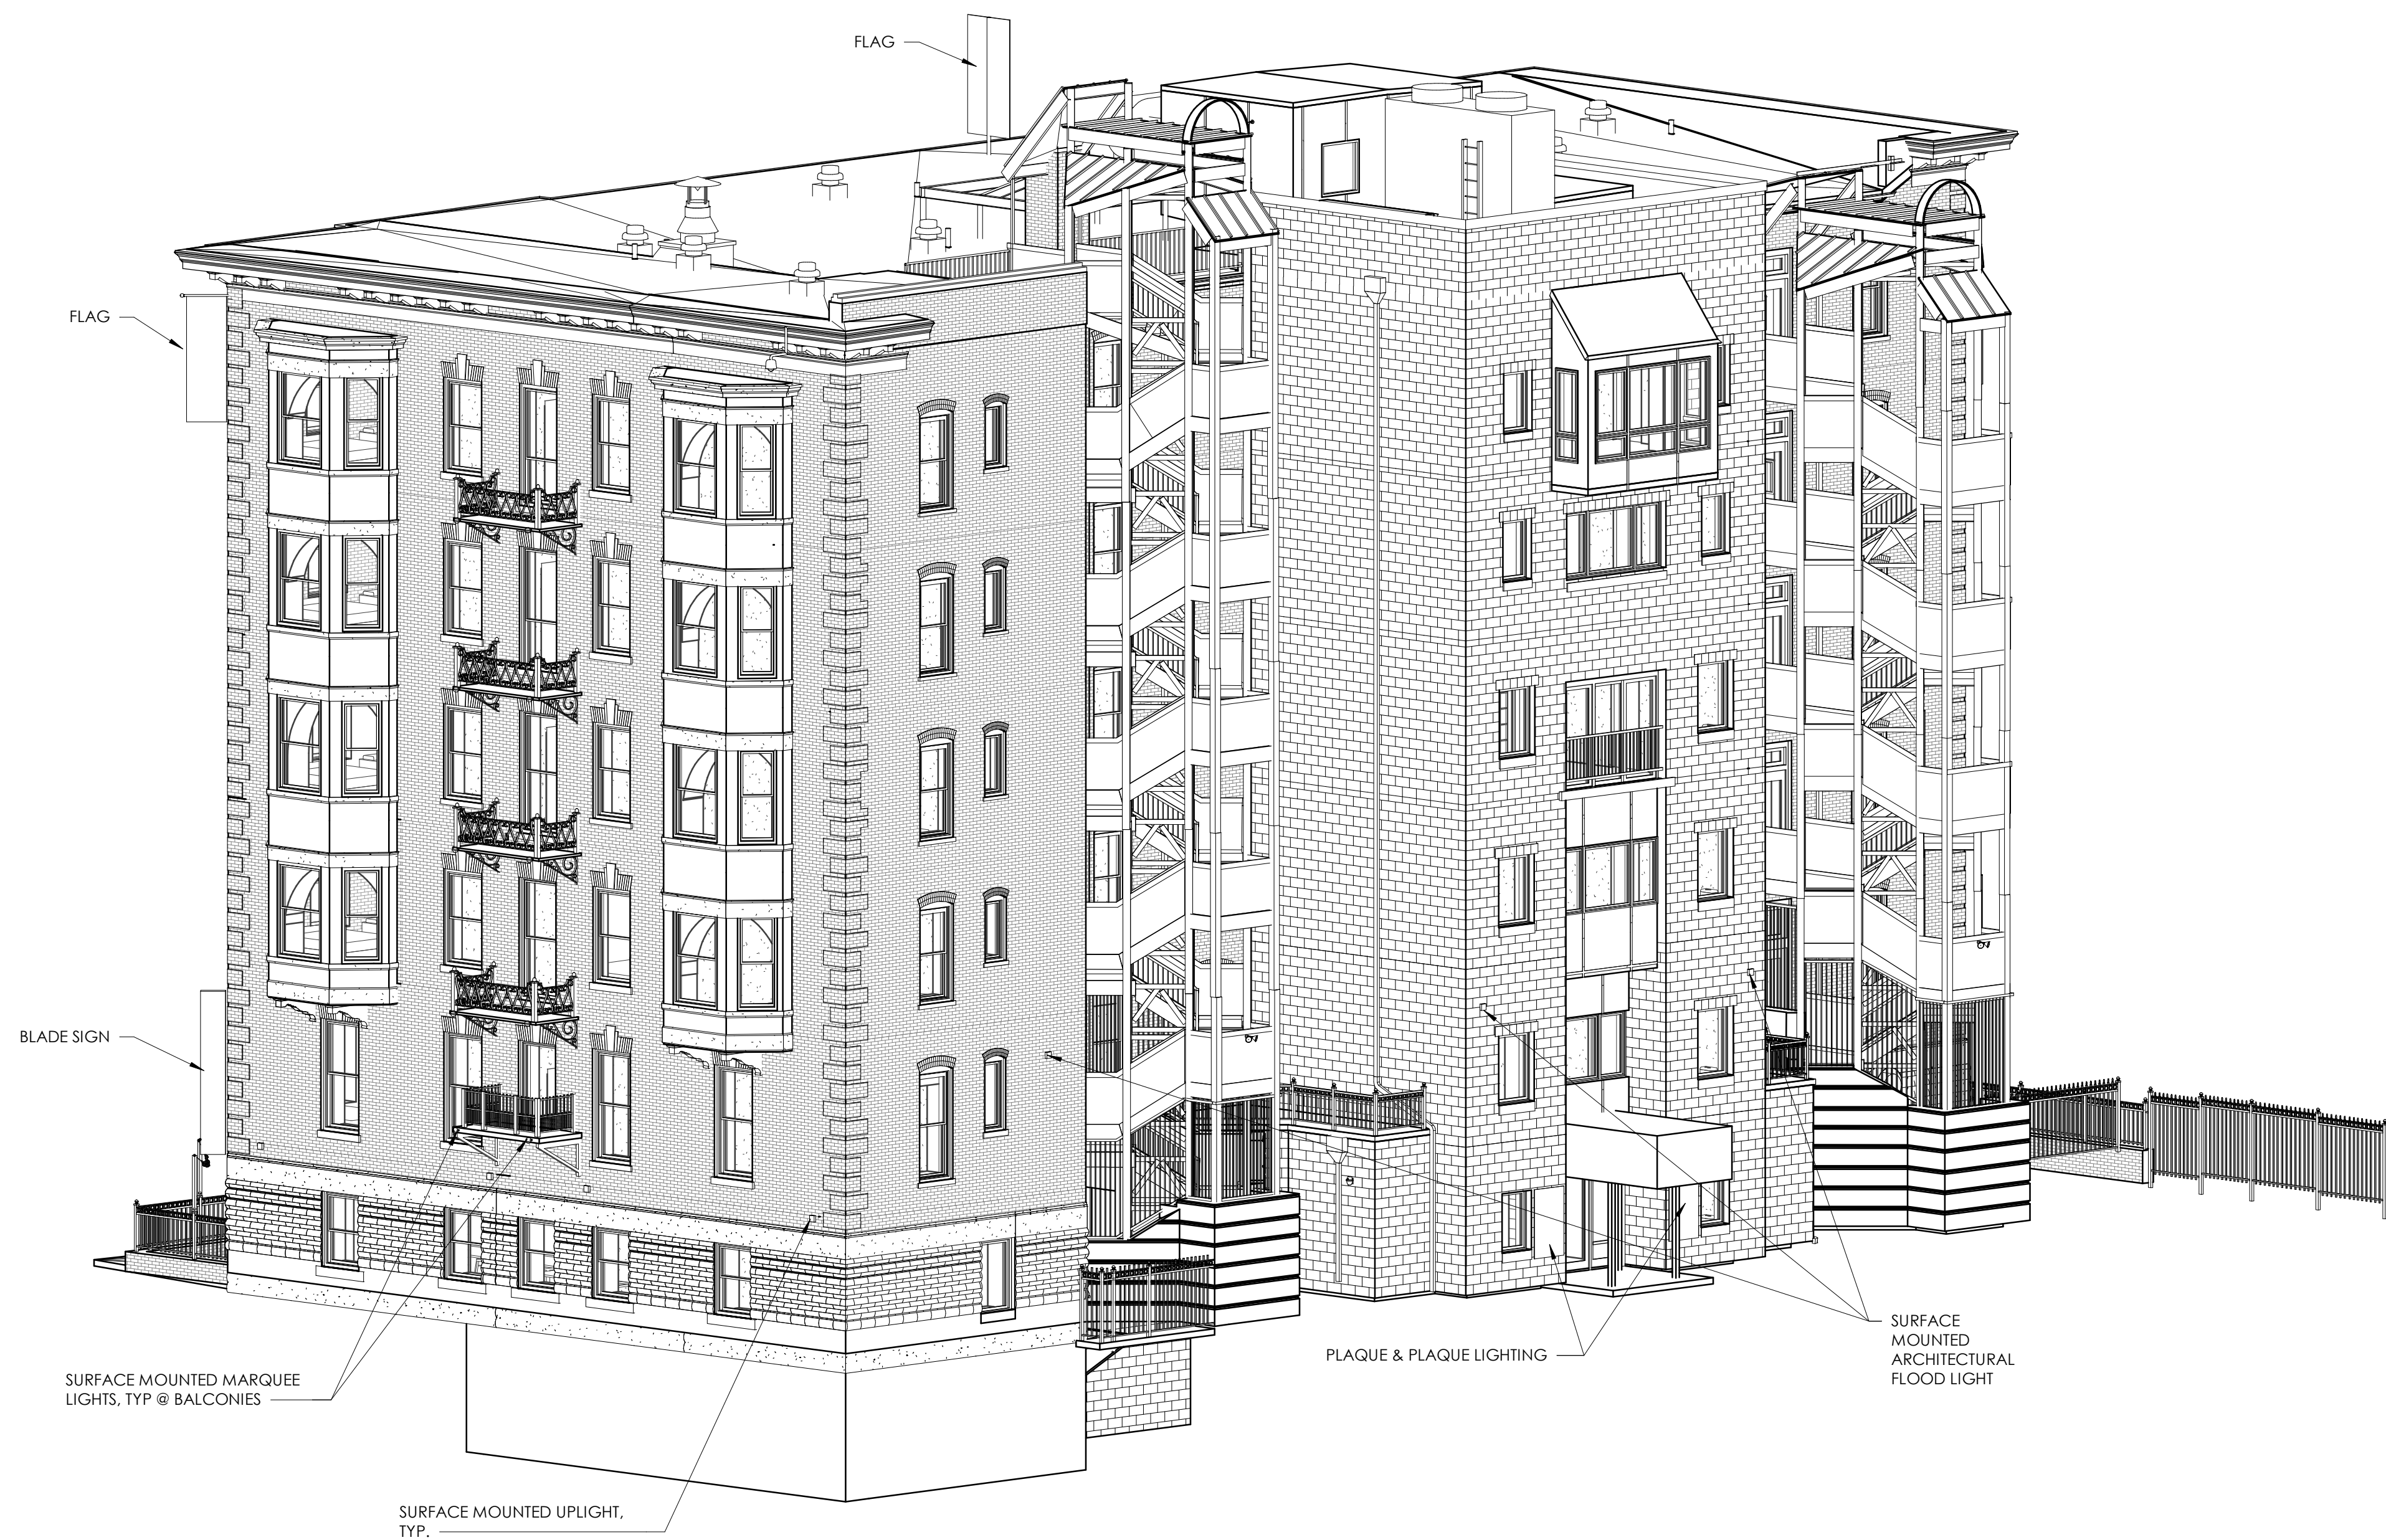 FLAG
FLAG
BLADE SIGN
SURFACE MOUNTED MARQUEE
LIGHTS, TYP @ BALCONIES
SURFACE MOUNTED UPLIGHT,
TYP.
PLAQUE & PLAQUE LIGHTING
SURFACE
MOUNTED
ARCHITECTURAL
FLOOD LIGHT